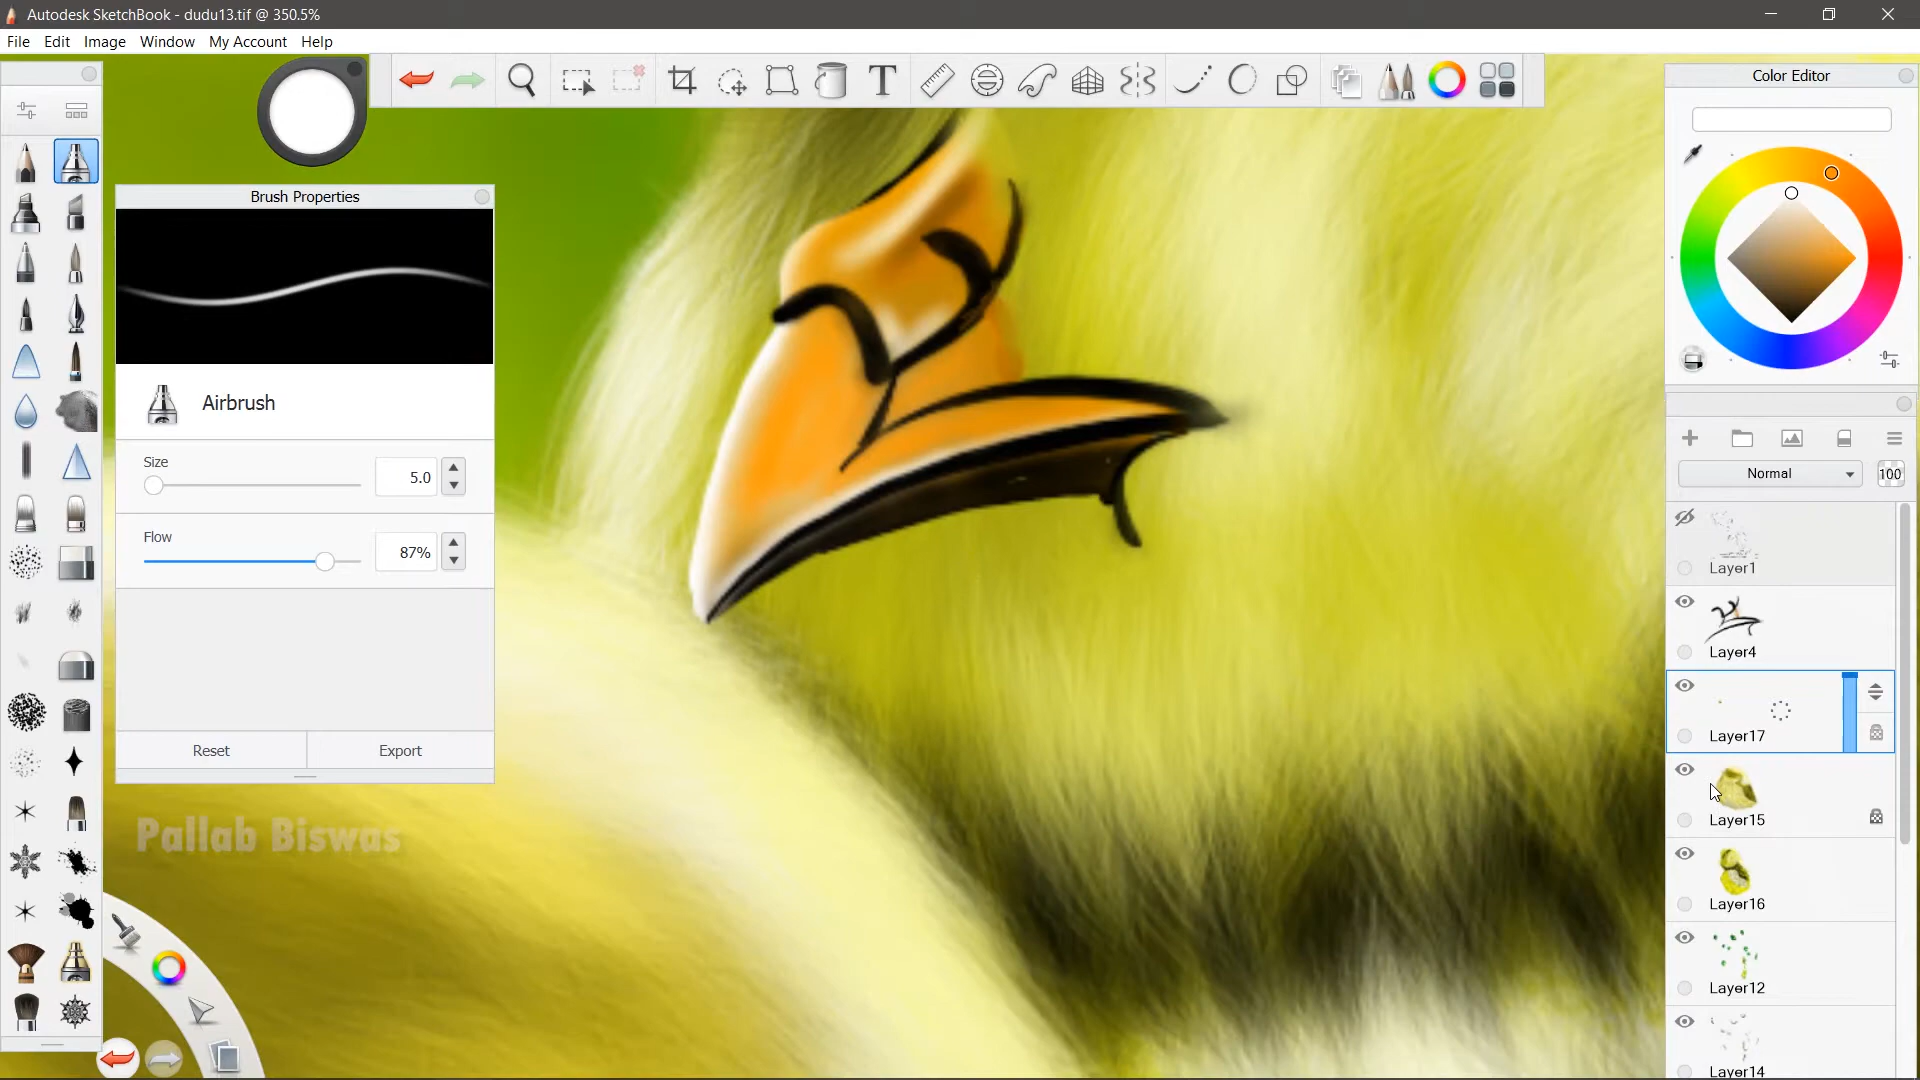 Autodesk SketchBook - dudu13.tif @ 350.5%
File Edit Image Window My Account Help
T
Color Editor
Brush Properties
Airbrush
Size
5.0
Flow
87%
Reset Export
Normal 100
Layer1
Layer4
Layer17
Layer15
Layer16
Layer12
Layer14
Pallab Biswas